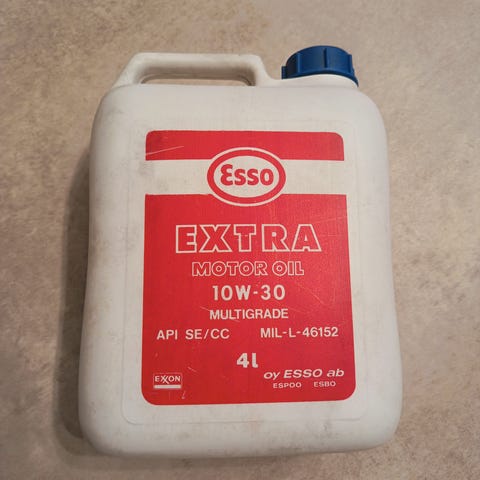 Esso
EXTRA
MOTOR OIL
10W-30
MULTIGRADE
API SE/CC MIL-L-46152
4l
EXXON
oy ESSO ab
ESPOO ESBO